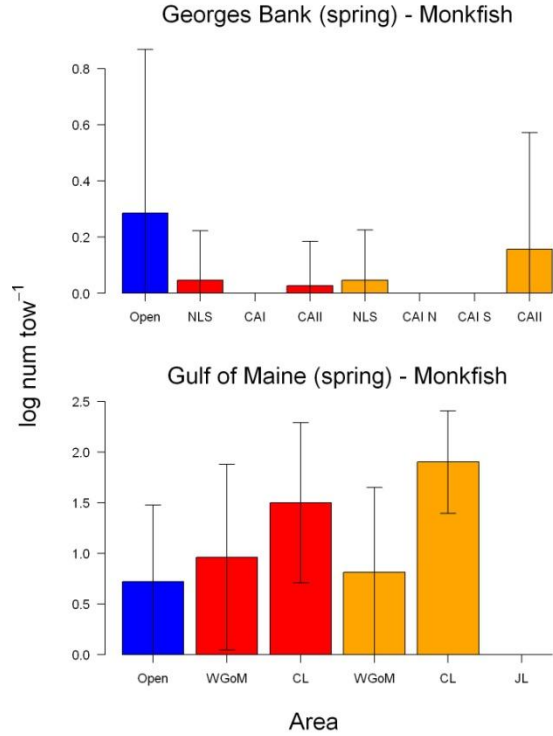 Georges Bank (spring) - Monkfish
0.8
0.6
0.4
0.2
0.0
Open NLS CAI CAII NLS CAI N CAI S CAII
log num tow⁻¹
Gulf of Maine (spring) - Monkfish
2.5
2.0
1.5
1.0
0.5
0.0
Open WGoM CL WGoM CL JL
Area